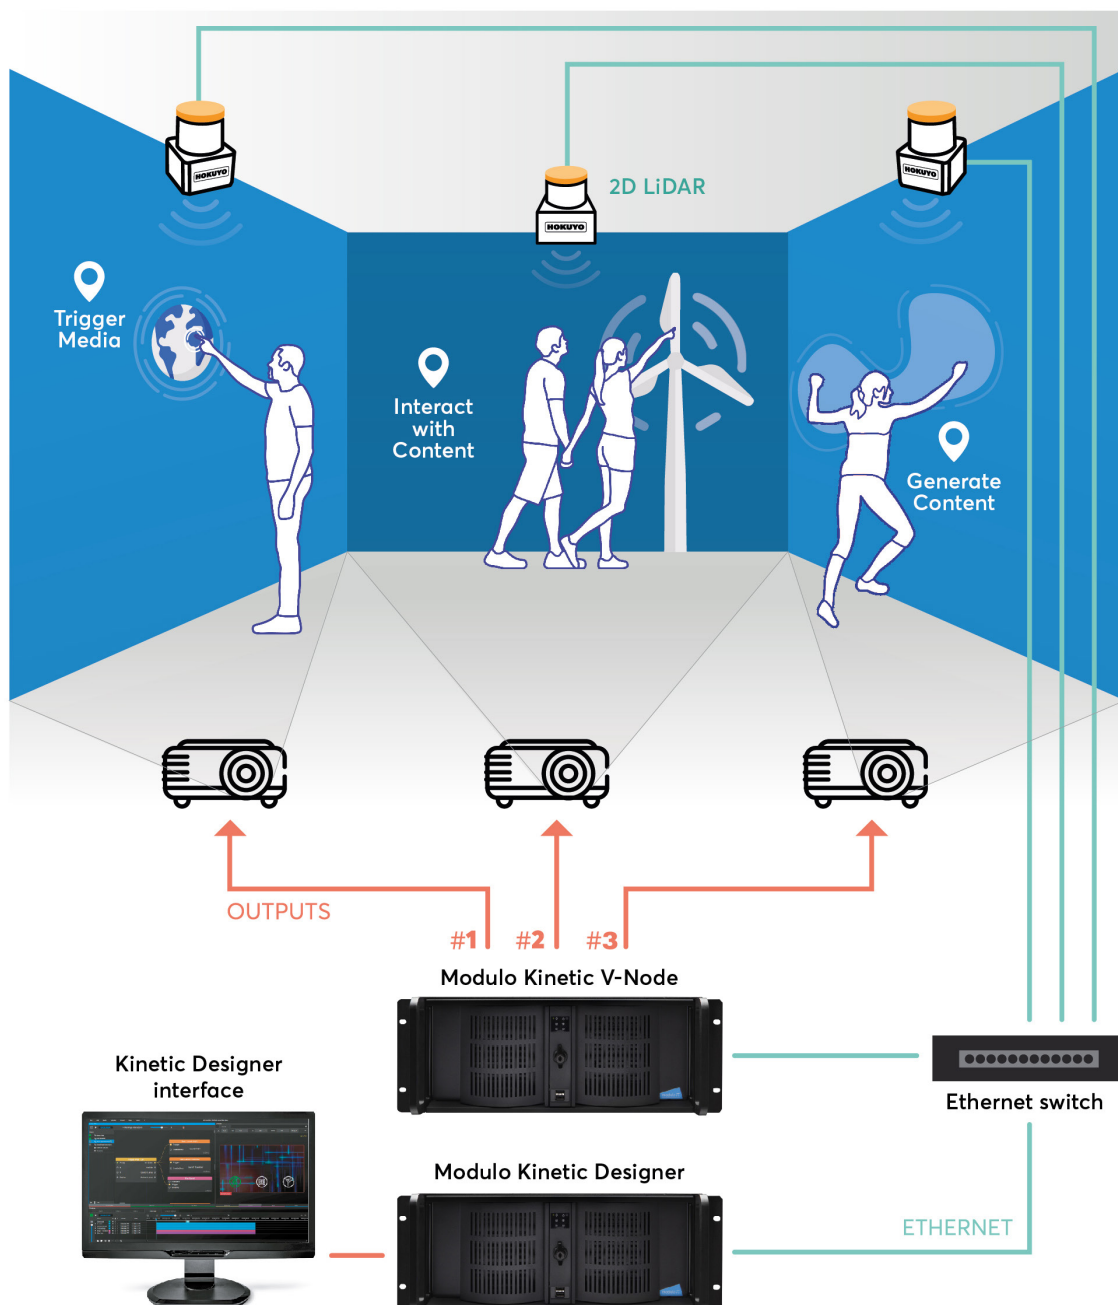 HOKUYO
HOKUYO
HOKUYO
2D LiDAR
Trigger
Media
Interact
with
Content
Generate
Content
OUTPUTS
#1 #2 #3
Modulo Kinetic V-Node
Kinetic Designer
interface
Ethernet switch
Modulo Kinetic Designer
ETHERNET